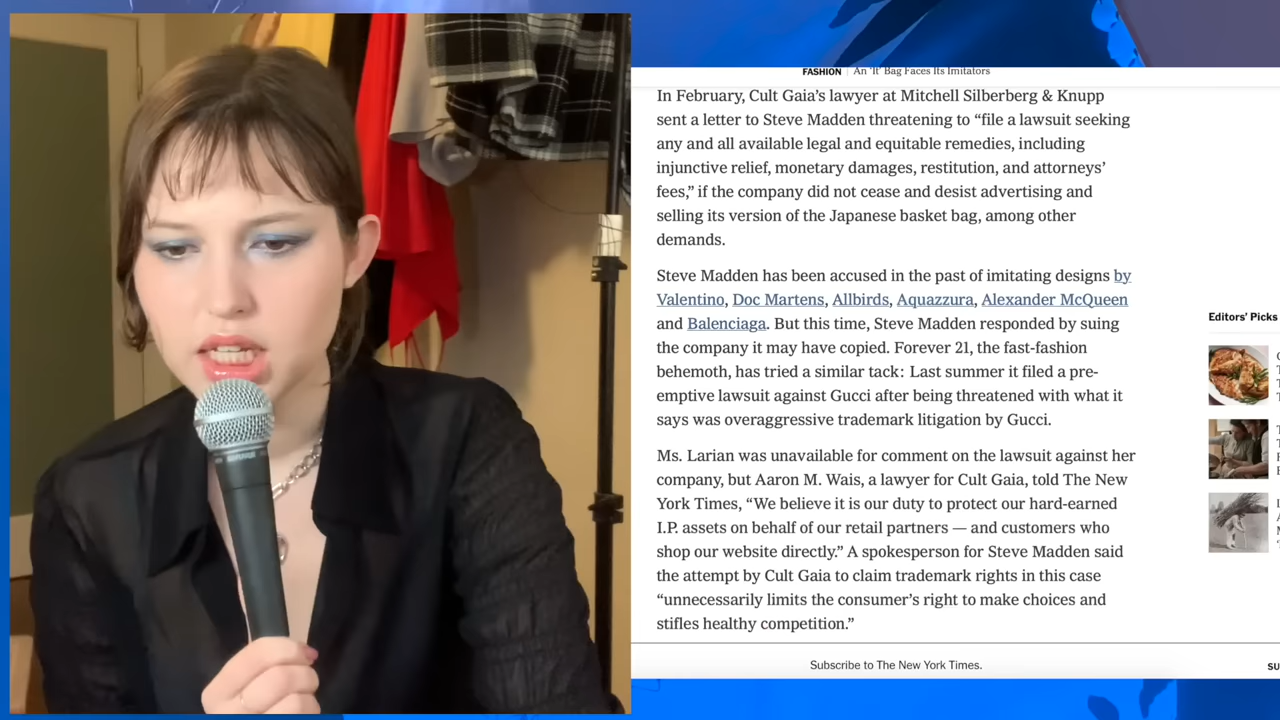 FASHION | An ‘It’ Bag Faces Its Imitators
In February, Cult Gaia’s lawyer at Mitchell Silberberg & Knupp
sent a letter to Steve Madden threatening to “file a lawsuit seeking
any and all available legal and equitable remedies, including
injunctive relief, monetary damages, restitution, and attorneys’
fees,” if the company did not cease and desist advertising and
selling its version of the Japanese basket bag, among other
demands.
Steve Madden has been accused in the past of imitating designs by
Valentino, Doc Martens, Allbirds, Aquazzura, Alexander McQueen
and Balenciaga. But this time, Steve Madden responded by suing
the company it may have copied. Forever 21, the fast-fashion
behemoth, has tried a similar tack: Last summer it filed a pre-
emptive lawsuit against Gucci after being threatened with what it
says was overaggressive trademark litigation by Gucci.
Ms. Larian was unavailable for comment on the lawsuit against her
company, but Aaron M. Wais, a lawyer for Cult Gaia, told The New
York Times, “We believe it is our duty to protect our hard-earned
I.P. assets on behalf of our retail partners — and customers who
shop our website directly.” A spokesperson for Steve Madden said
the attempt by Cult Gaia to claim trademark rights in this case
“unnecessarily limits the consumer’s right to make choices and
stifles healthy competition.”
Editors’ Picks
Subscribe to The New York Times.
SU